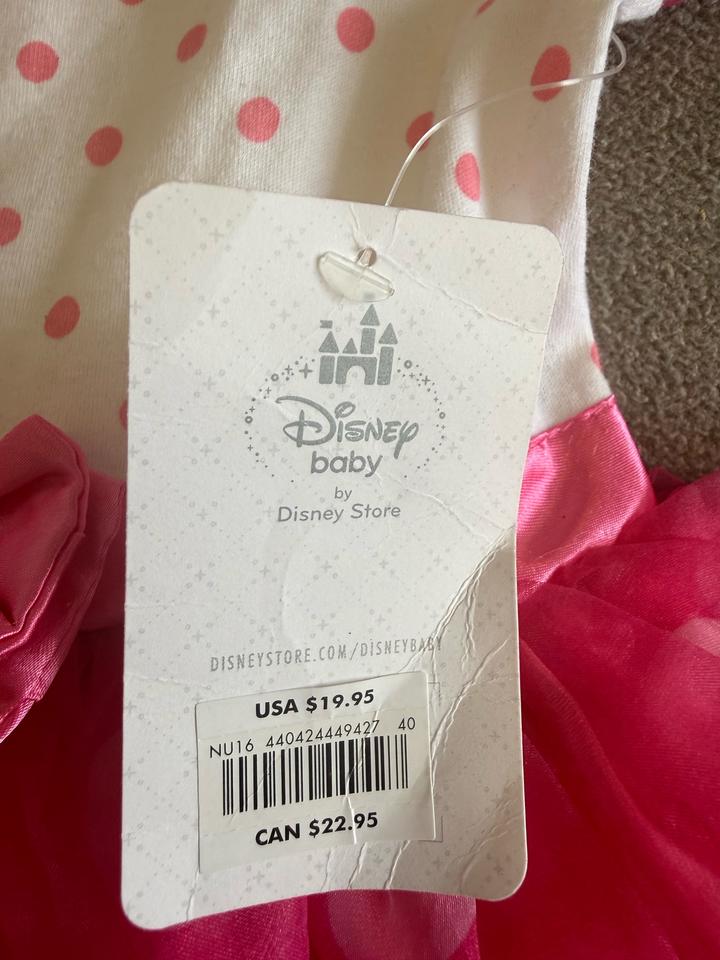 Disney
baby
by
Disney Store
DISNEYSTORE.COM/DISNEYBABY
USA $19.95
NU16 440424449427 40
CAN $22.95